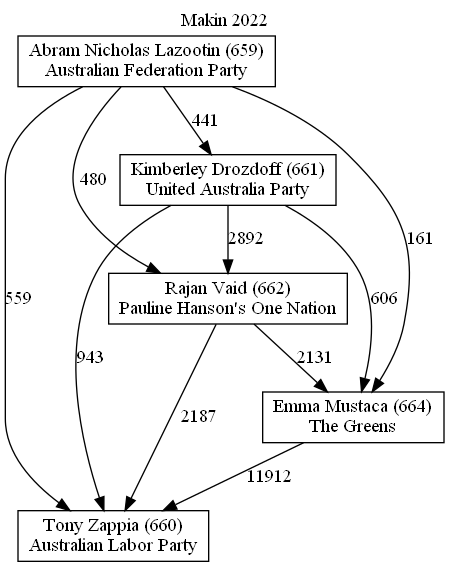 Makin 2022
Abram Nicholas Lazootin (659)
Australian Federation Party
441
Kimberley Drozdoff (661)
United Australia Party
480
2892
161
Rajan Vaid (662)
Pauline Hanson's One Nation
559
606
943
2131
Emma Mustaca (664)
The Greens
2187
11912
Tony Zappia (660)
Australian Labor Party